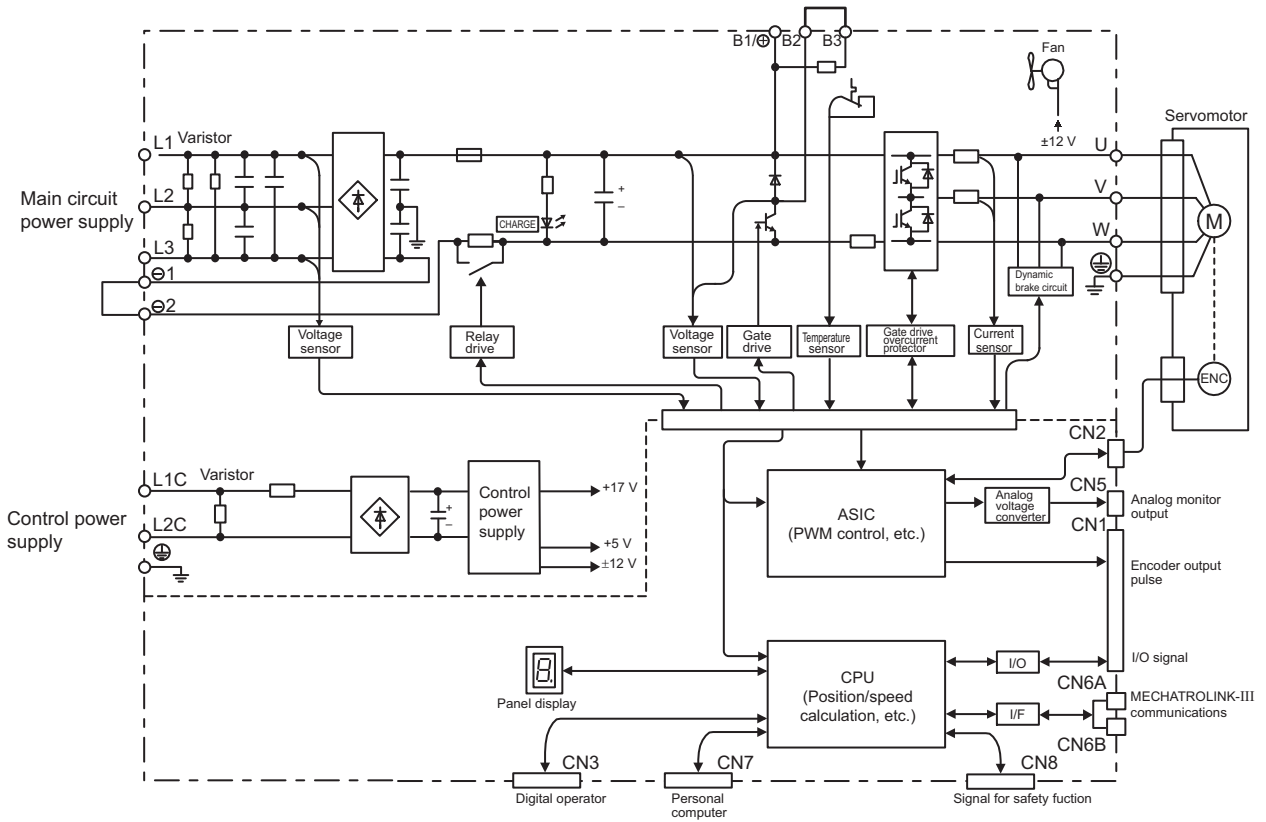 B1/⊕
B2
B3
Fan
±12 V
Servomotor
Varistor
L1
L2
L3
⊖1
⊖2
Main circuit
power supply
CHARGE
+
–
U
V
W
M
ENC
Dynamic
brake circuit
Voltage
sensor
Relay
drive
Voltage
sensor
Gate
drive
Temperature
sensor
Gate drive
overcurrent
protector
Current
sensor
Control power
supply
L1C
Varistor
L2C
+
–
Control
power
supply
+17 V
+5 V
±12 V
ASIC
(PWM control, etc.)
Analog
voltage
converter
CN2
CN5
Analog monitor
output
CN1
Encoder output
pulse
I/O signal
CPU
(Position/speed
calculation, etc.)
I/O
I/F
CN6A
MECHATROLINK-III
communications
CN6B
8.
Panel display
CN3
Digital operator
CN7
Personal
computer
CN8
Signal for safety fuction